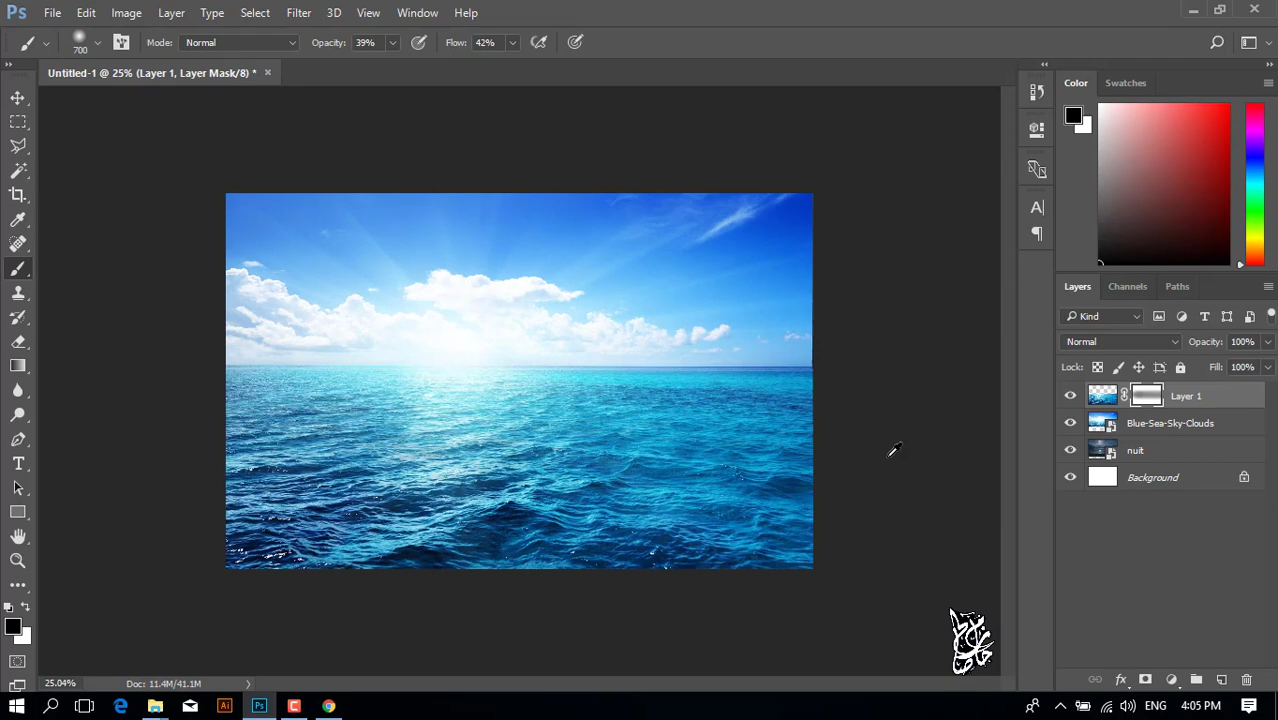 Ps File Edit Image Layer Type Select Filter 3D View Window Help
700 Mode: Normal Opacity: 39% Flow: 42%
Untitled-1 @ 25% (Layer 1, Layer Mask/8) * ×
Color Swatches
A
Layers Channels Paths
Kind T
Normal Opacity: 100%
Lock: Fill: 100%
Layer 1
Blue-Sea-Sky-Clouds
nuit
Background
T
25.04% Doc: 11.4M/41.1M
fx
Ai Ps ENG 4:05 PM